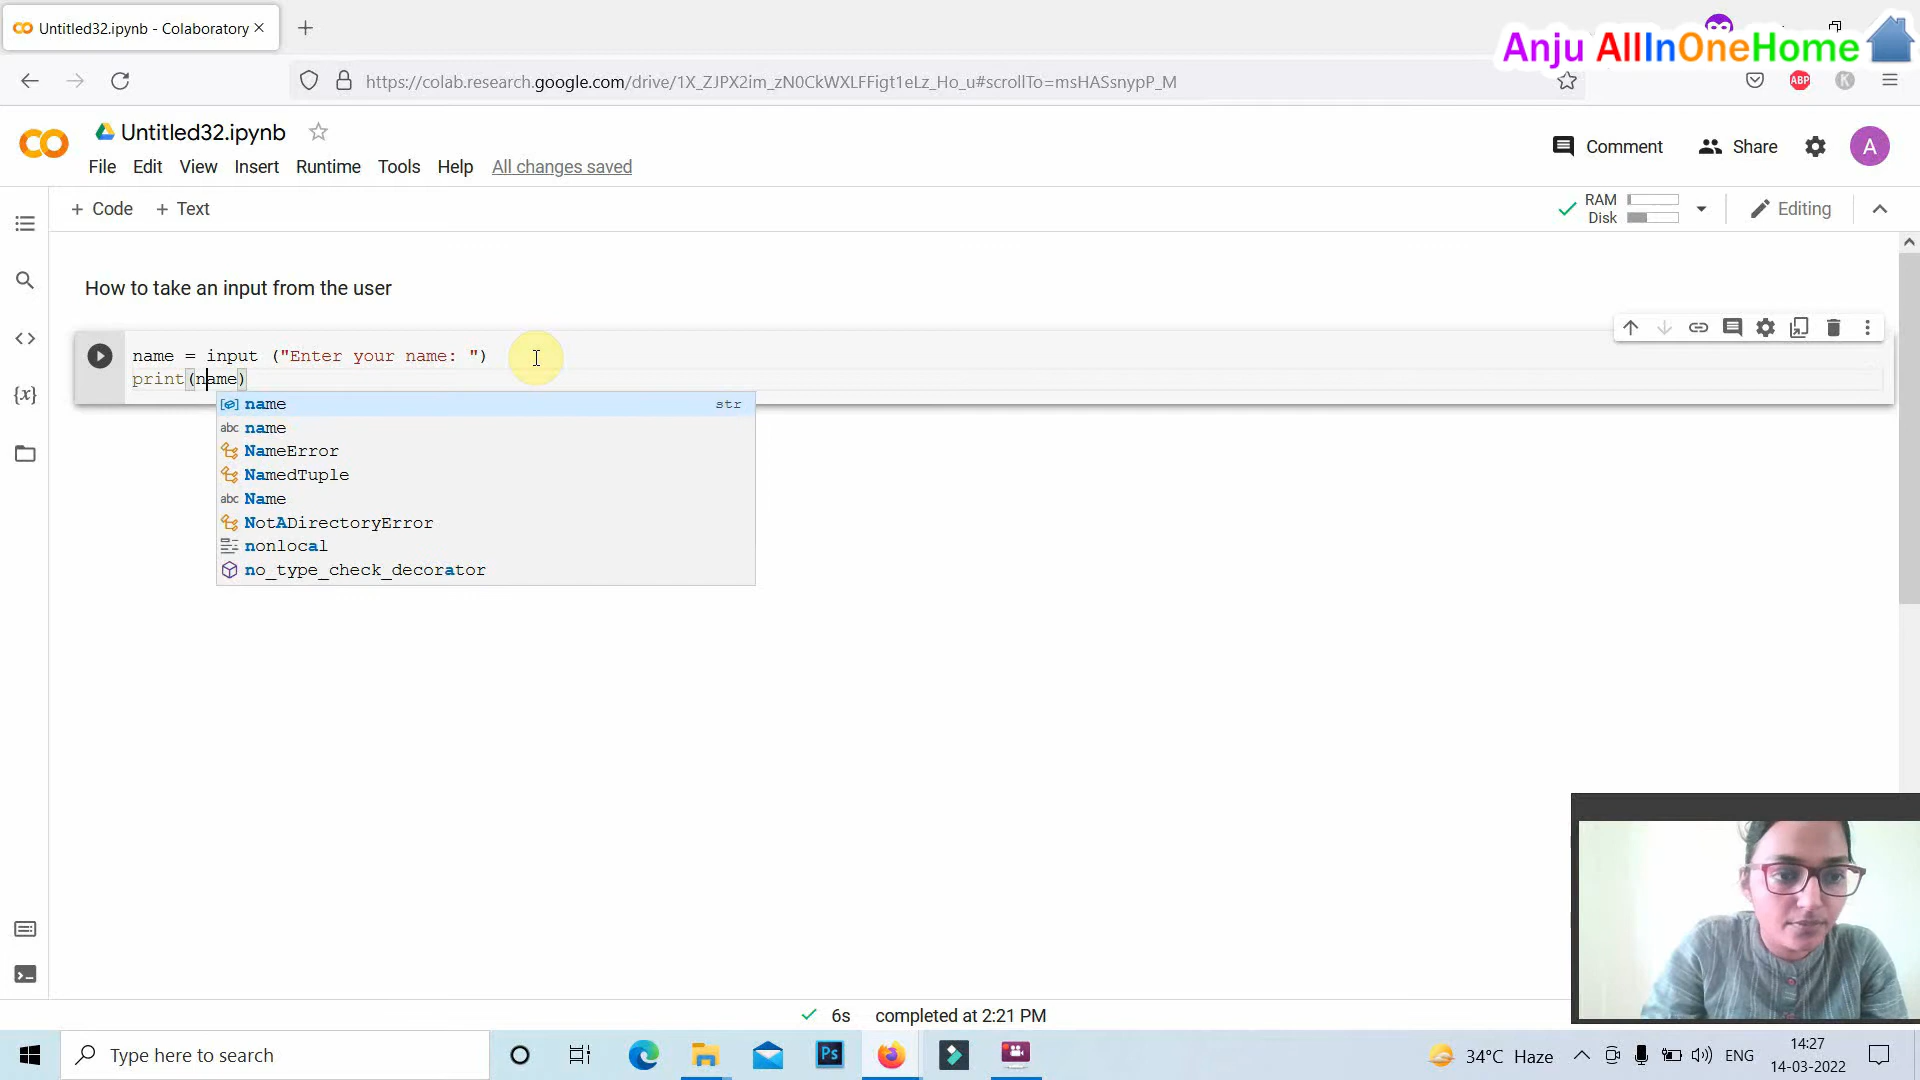 Untitled32.ipynb - Colaboratory
Anju AllInOneHome
https://colab.research.google.com/drive/1X_ZJPX2im_zN0CkWXLFFigt1eLz_Ho_u#scrollTo=msHASsnypP_M
ABP
K
Untitled32.ipynb
Comment
Share
A
File Edit View Insert Runtime Tools Help All changes saved
+ Code + Text
RAM
Disk
Editing
How to take an input from the user
name = input ("Enter your name: ")
print(name)
name str
abc name
NameError
NamedTuple
abc Name
NotADirectoryError
nonlocal
no_type_check_decorator
{x}
6s completed at 2:21 PM
Type here to search
Ps
34°C Haze
ENG
14:27
14-03-2022